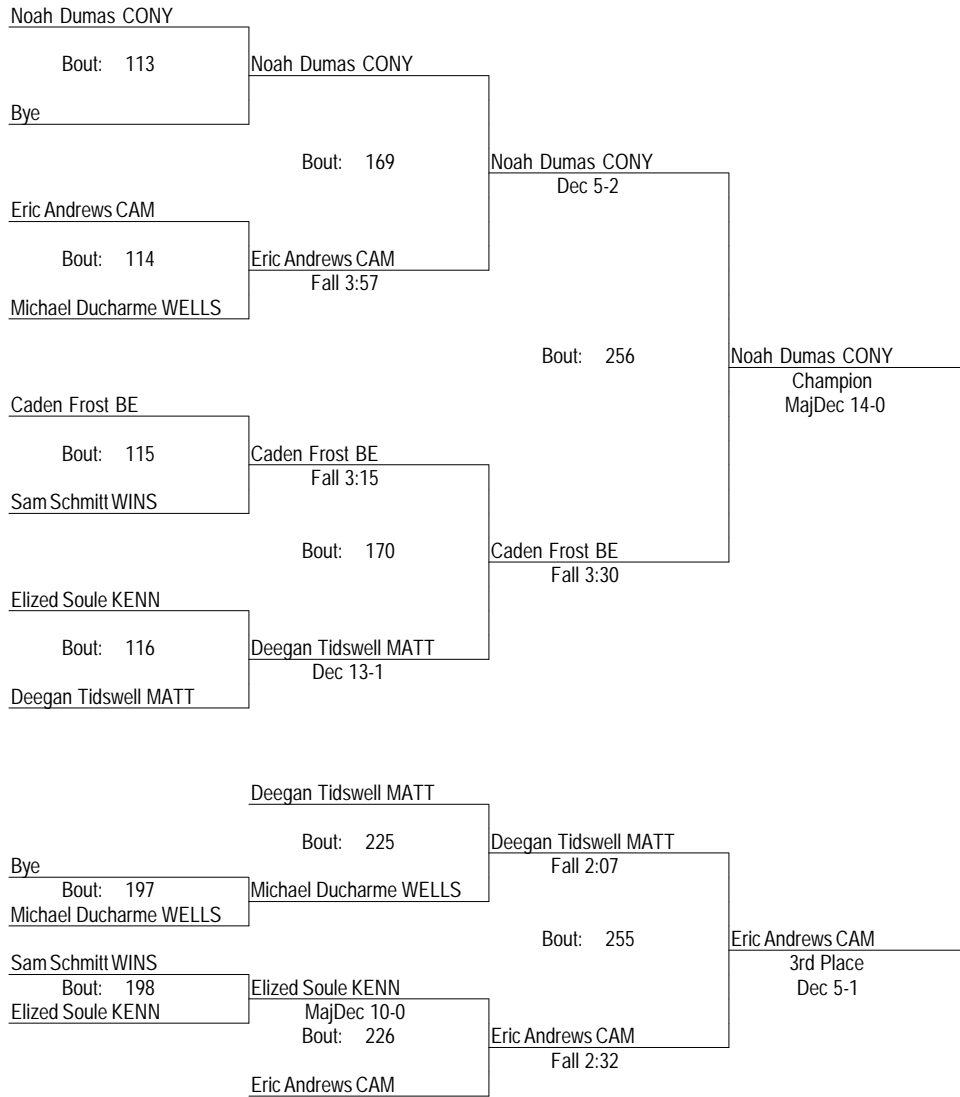 Noah Dumas CONY
Bout: 113
Noah Dumas CONY
Bye
Bout: 169
Noah Dumas CONY
Dec 5-2
Eric Andrews CAM
Bout: 114
Eric Andrews CAM
Fall 3:57
Michael Ducharme WELLS
Bout: 256
Noah Dumas CONY
Champion
MajDec 14-0
Caden Frost BE
Bout: 115
Caden Frost BE
Fall 3:15
Sam Schmitt WINS
Bout: 170
Caden Frost BE
Fall 3:30
Elized Soule KENN
Bout: 116
Deegan Tidswell MATT
Dec 13-1
Deegan Tidswell MATT
Deegan Tidswell MATT
Bout: 225
Deegan Tidswell MATT
Fall 2:07
Bye
Bout: 197
Michael Ducharme WELLS
Michael Ducharme WELLS
Bout: 255
Eric Andrews CAM
3rd Place
Dec 5-1
Sam Schmitt WINS
Bout: 198
Elized Soule KENN
Elized Soule KENN
MajDec 10-0
Bout: 226
Eric Andrews CAM
Fall 2:32
Eric Andrews CAM